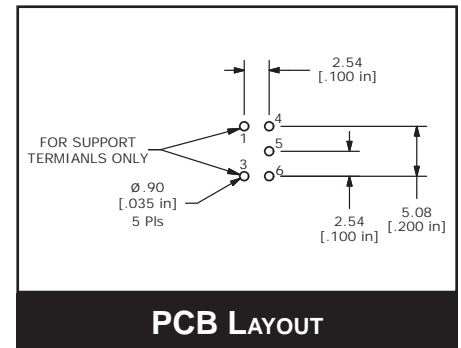 2.54
[.100 in]
4
1
5
FOR SUPPORT
TERMIANLS ONLY
3
6
Ø.90
[.035 in]
5 Pls
2.54
[.100 in]
5.08
[.200 in]
PCB LAYOUT